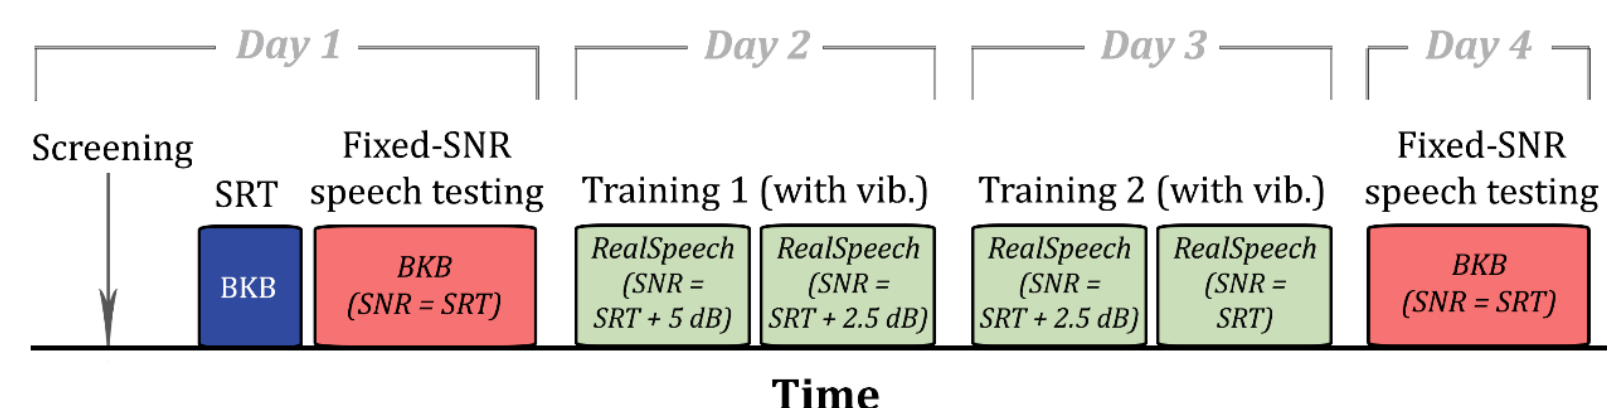 Day 1
Day 2
Day 3
Day 4
Screening
SRT
Fixed-SNR
speech testing
Training 1 (with vib.)
Training 2 (with vib.)
Fixed-SNR
speech testing
BKB
BKB
(SNR = SRT)
RealSpeech
(SNR =
SRT + 5 dB)
RealSpeech
(SNR =
SRT + 2.5 dB)
RealSpeech
(SNR =
SRT + 2.5 dB)
RealSpeech
(SNR =
SRT)
BKB
(SNR = SRT)
Time